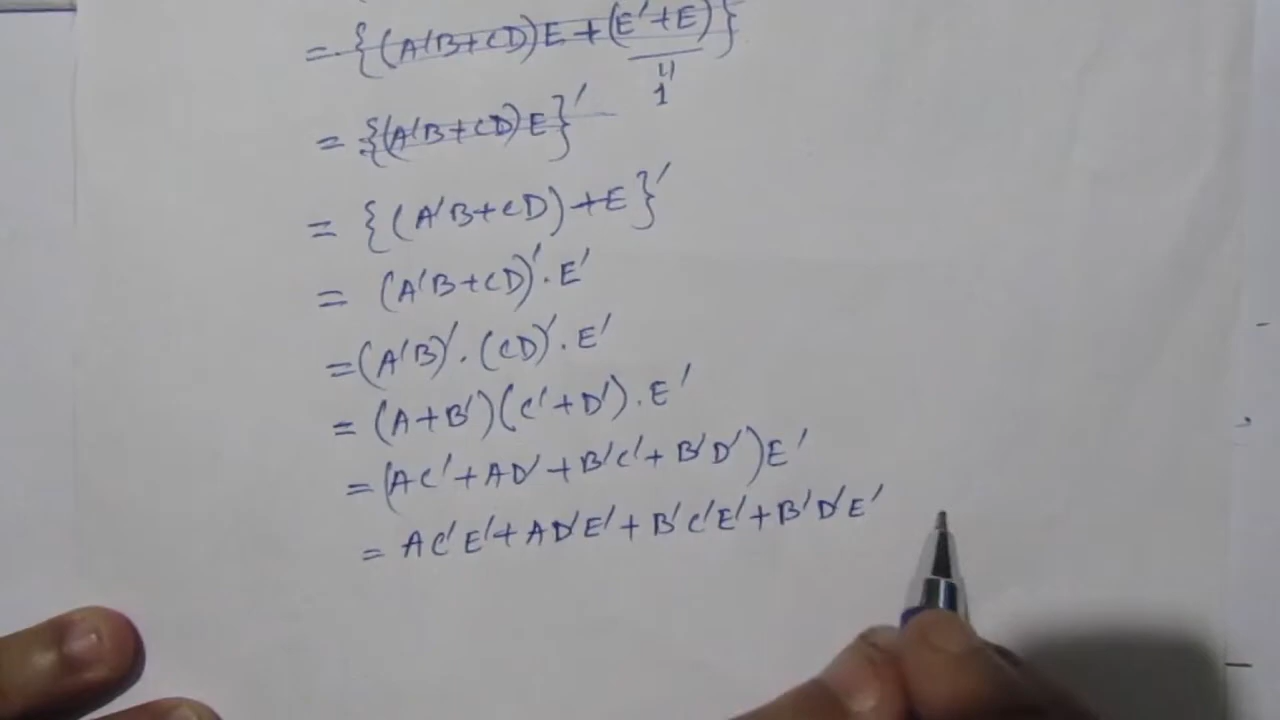 = {(A'B+CD)E+(E'+E)}
1
= {(A'B+CD)E}'
= {(A'B+CD)+E}'
= (A'B+CD)'.E'
=(A'B)'.(CD)'.E'
= (A+B')(C'+D').E'
=(AC'+AD'+B'C'+B'D')E'
= AC'E'+AD'E'+B'C'E'+B'D'E'